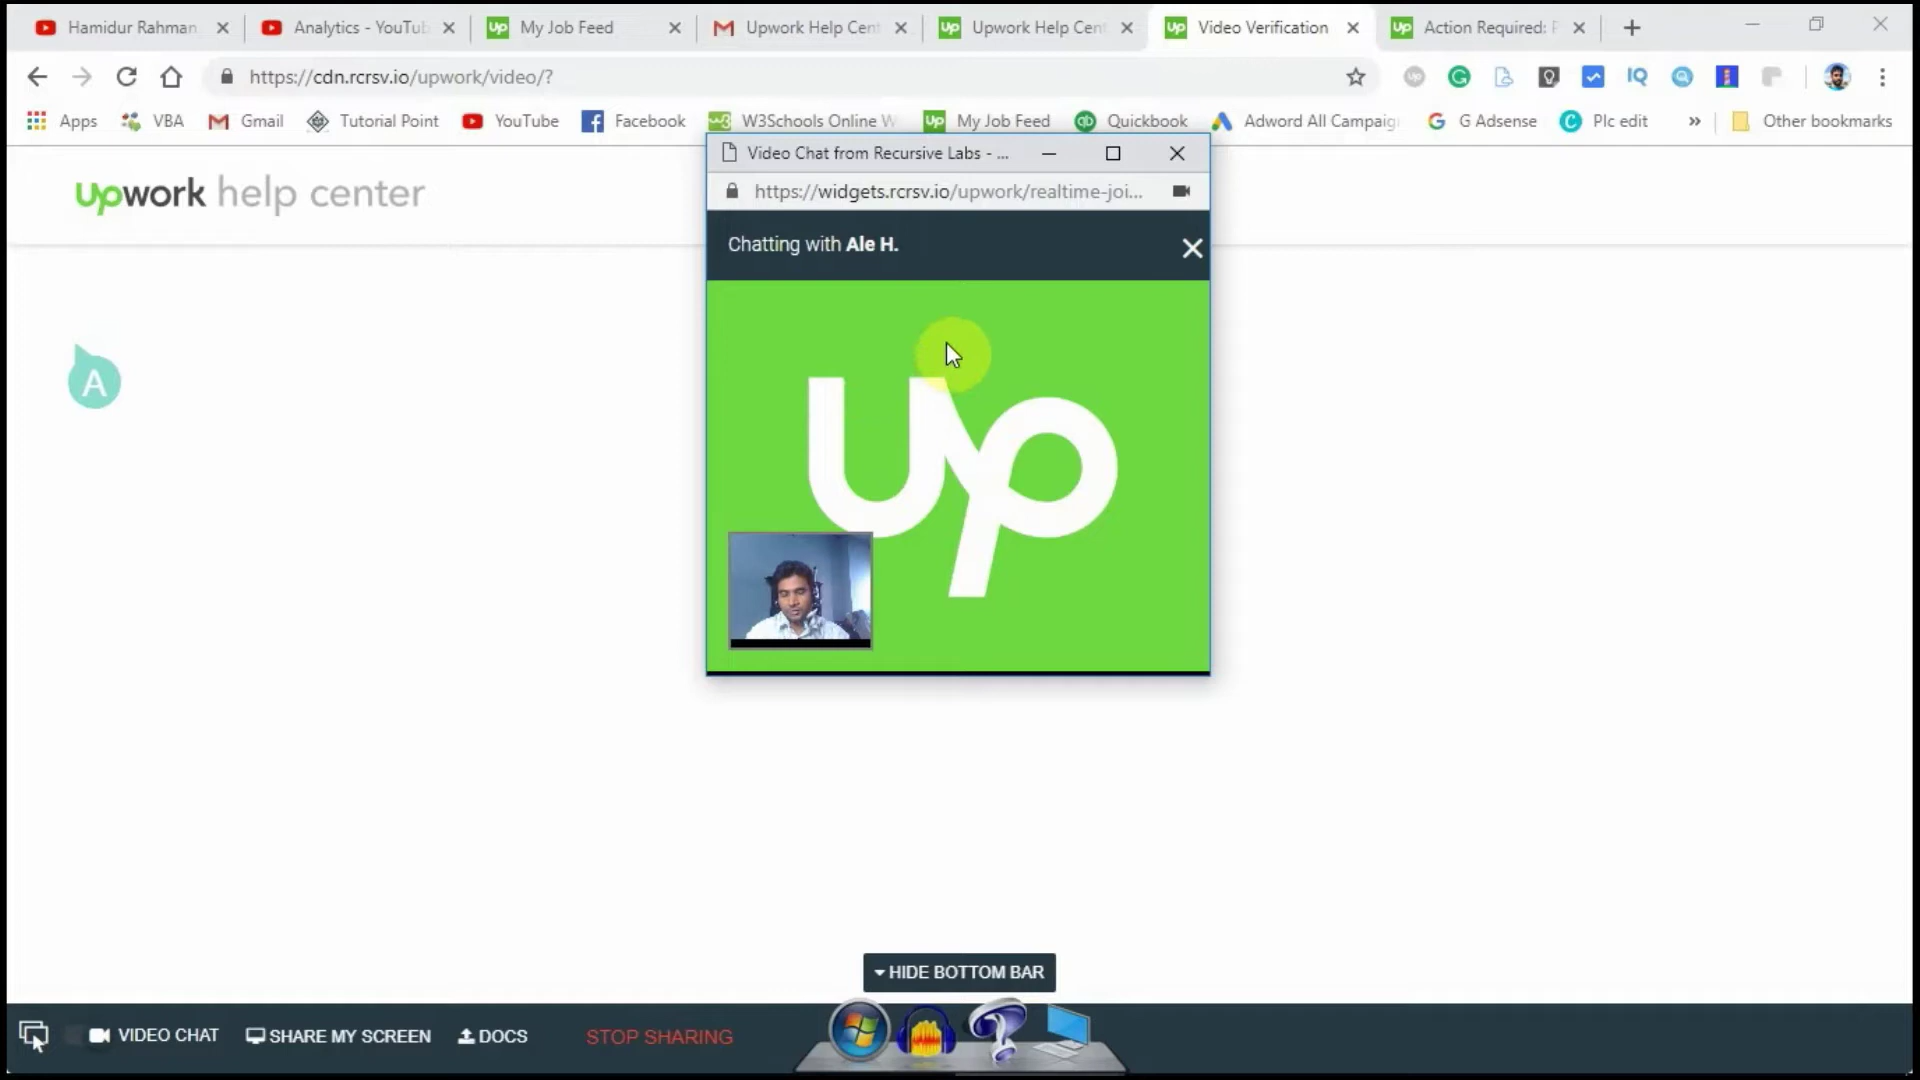 Hamidur Rahman
Analytics - YouTub
My Job Feed
Upwork Help Cen
Upwork Help Cen
Video Verification
Action Required: P
https://cdn.rcrsv.io/upwork/video/?
Apps
VBA
Gmail
Tutorial Point
YouTube
Facebook
W3Schools Online W
My Job Feed
Quickbook
Adword All Campaig
G Adsense
Plc edit
Other bookmarks
Video Chat from Recursive Labs - ...
https://widgets.rcrsv.io/upwork/realtime-joi...
upwork help center
Chatting with Ale H.
A
up
HIDE BOTTOM BAR
VIDEO CHAT
SHARE MY SCREEN
DOCS
STOP SHARING